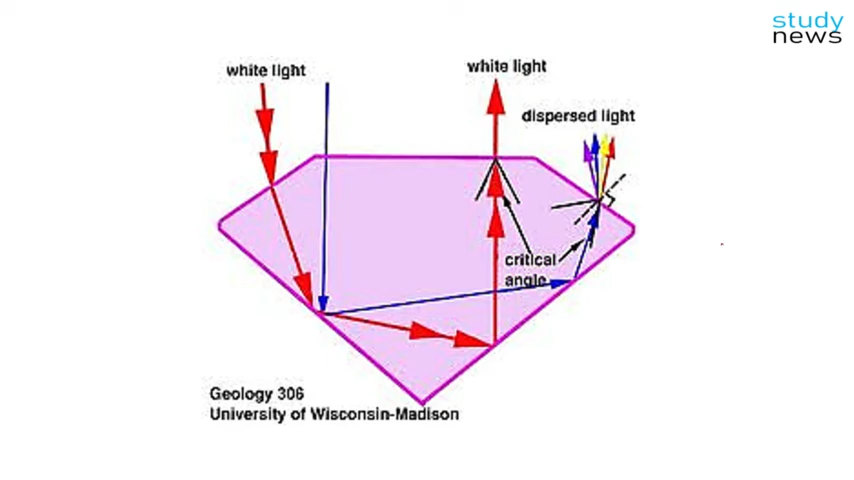 study
news
white light
white light
dispersed light
critical
angle
Geology 306
University of Wisconsin-Madison